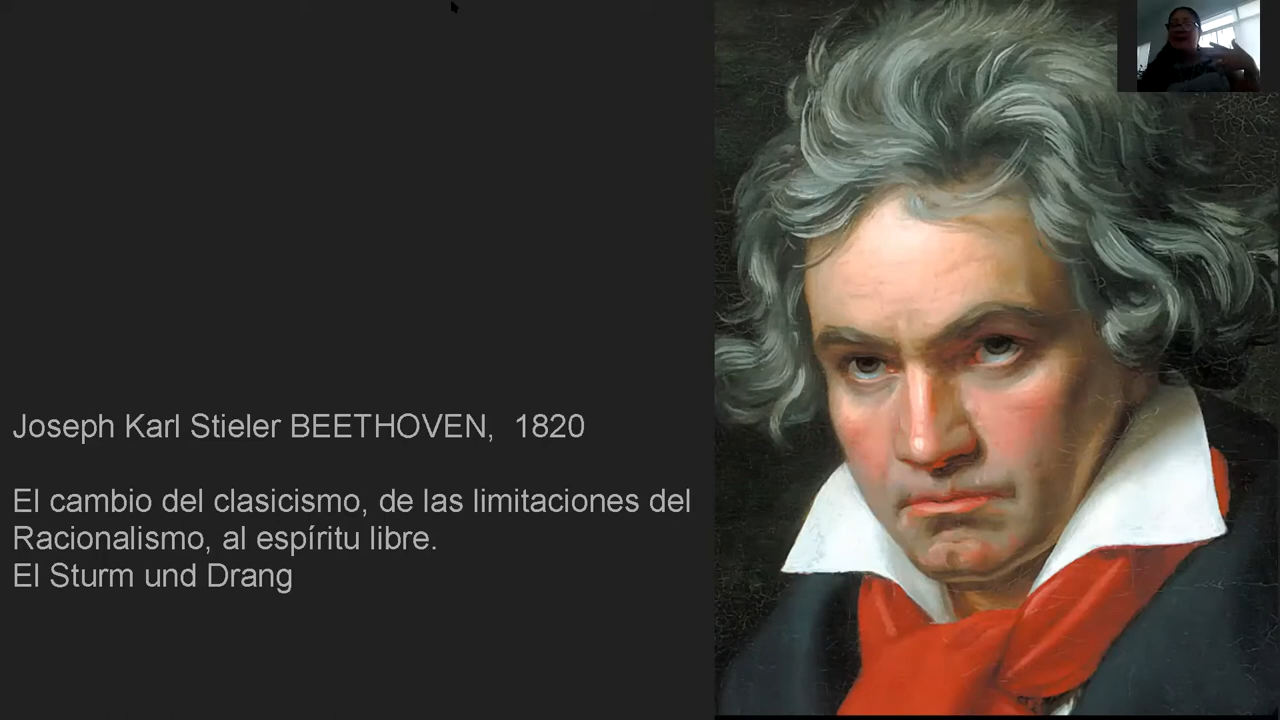 Joseph Karl Stieler BEETHOVEN, 1820
El cambio del clasicismo, de las limitaciones del
Racionalismo, al espíritu libre.
El Sturm und Drang